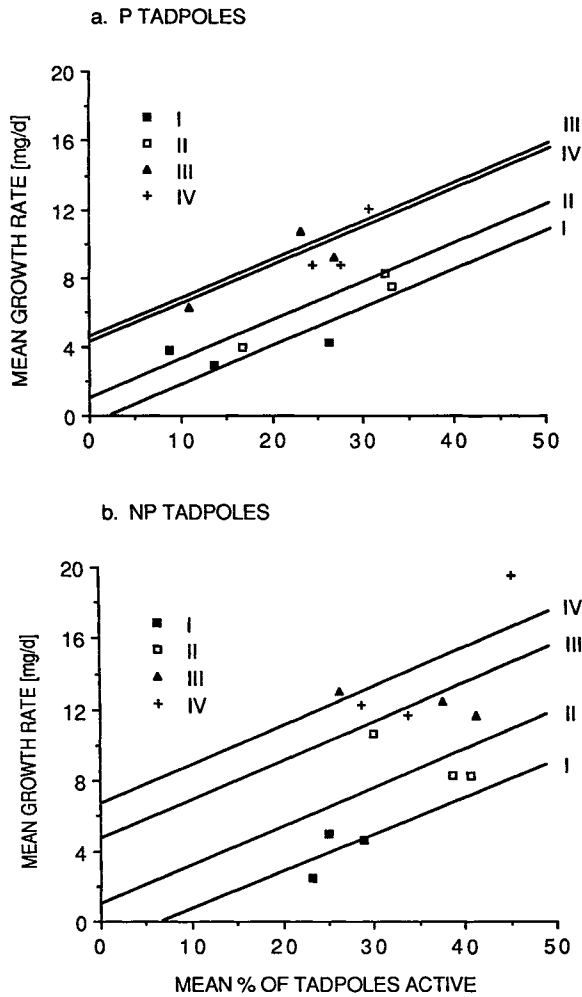 a. P TADPOLES
MEAN GROWTH RATE [mg/d]
20
16
12
8
4
0
I
II
III
IV
III
IV
II
I
0 10 20 30 40 50
b. NP TADPOLES
MEAN GROWTH RATE [mg/d]
20
16
12
8
4
0
I
II
III
IV
IV
III
II
I
0 10 20 30 40 50
MEAN % OF TADPOLES ACTIVE